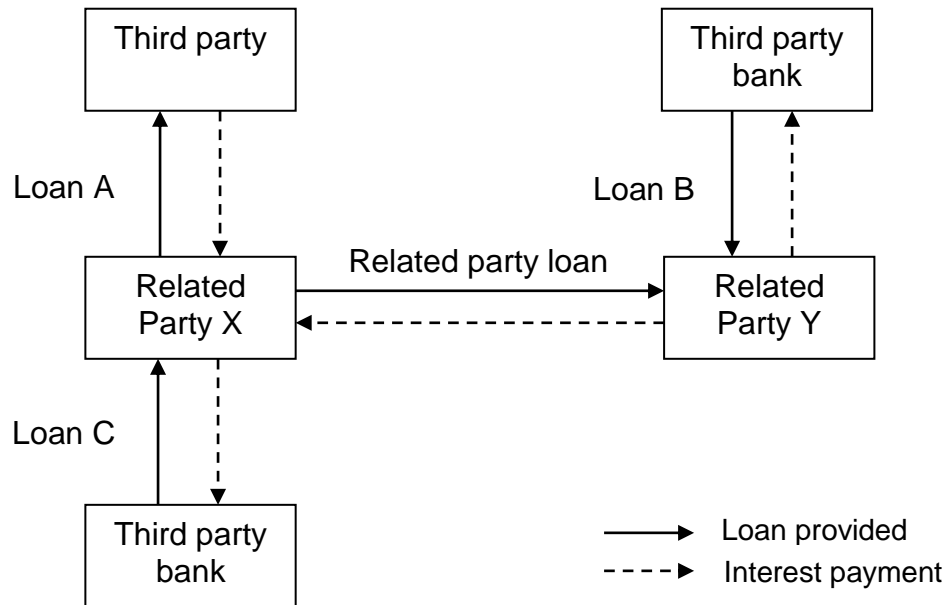 Third party
Third party
bank
Loan A
Loan B
Related party loan
Related
Party X
Related
Party Y
Loan C
Third party
bank
Loan provided
Interest payment